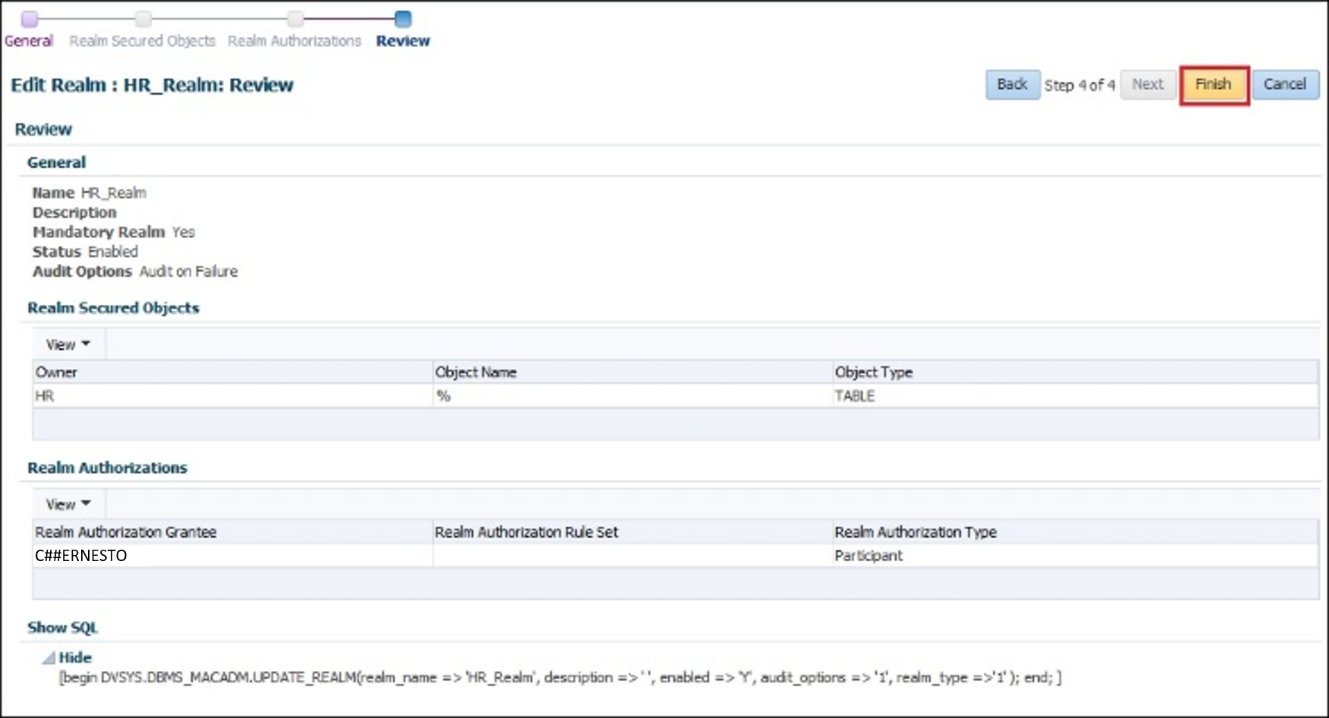 General Realm Secured Objects Realm Authorizations Review
Edit Realm : HR_Realm: Review Back Step 4 of 4 Next Finish Cancel
Review
General
Name HR_Realm
Description
Mandatory Realm Yes
Status Enabled
Audit Options Audit on Failure
Realm Secured Objects
View
Owner Object Name Object Type
HR % TABLE
Realm Authorizations
View
Realm Authorization Grantee Realm Authorization Rule Set Realm Authorization Type
C##ERNESTO Participant
Show SQL
Hide
[begin DVSYS.DBMS_MACADM.UPDATE_REALM(realm_name => 'HR_Realm', description => ' ', enabled => 'Y', audit_options => '1', realm_type =>'1' ); end; ]